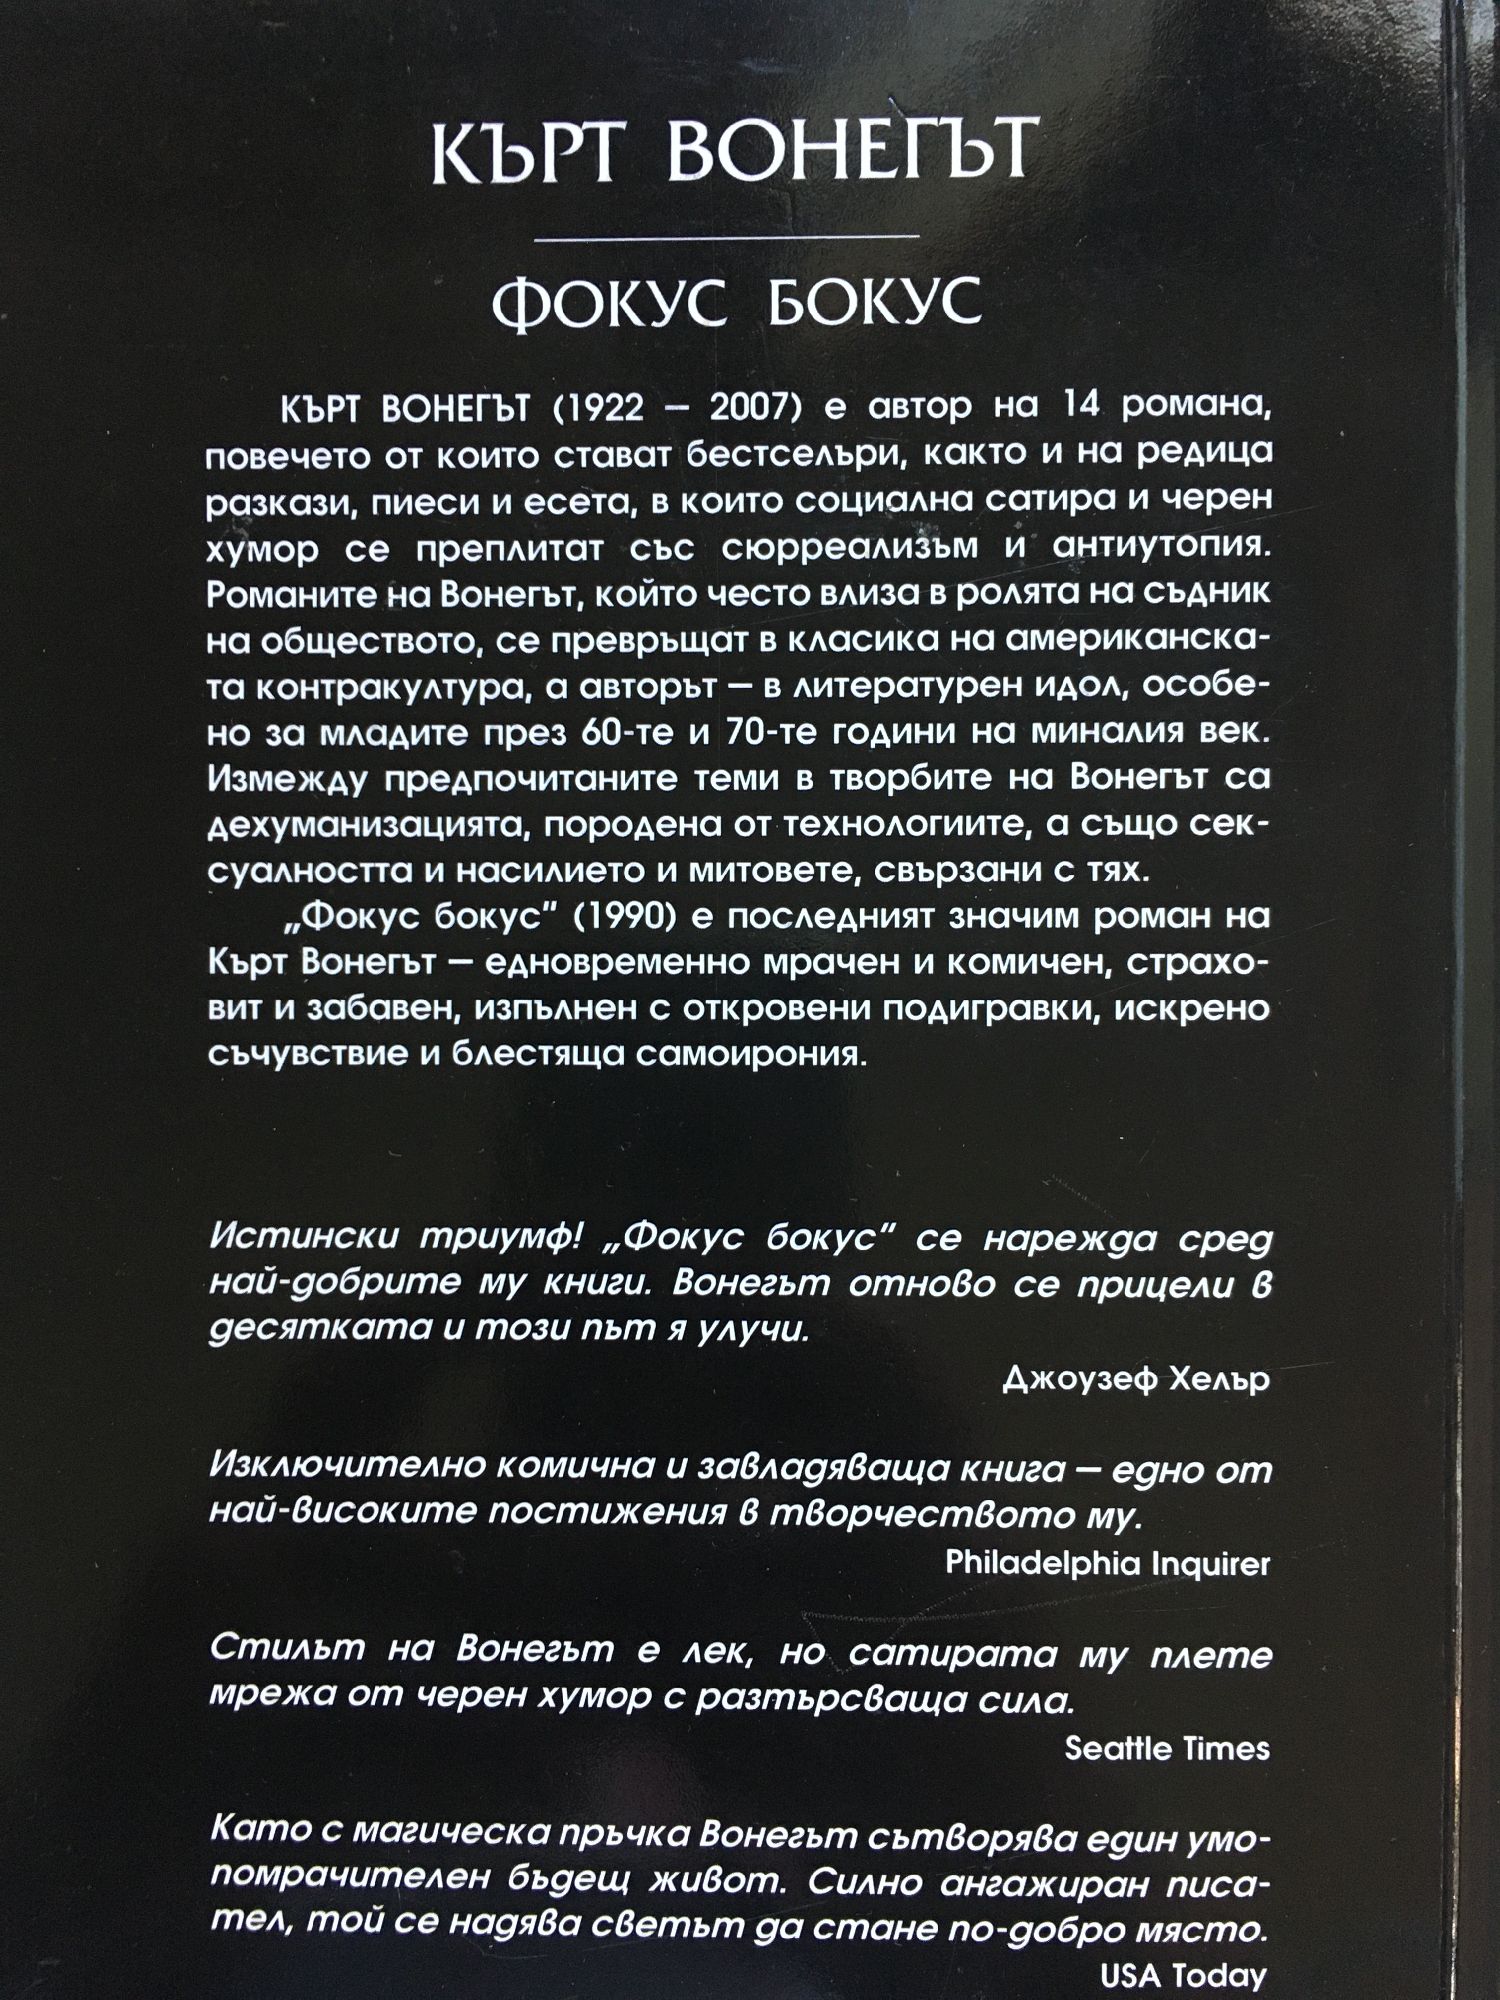 КЪРТ ВОНЕГЪТ
ФОКУС БОКУС
КЪРТ ВОНЕГЪТ (1922 – 2007) е автор на 14 романа,
повечето от които стават бестселъри, както и на редица
разкази, пиеси и есета, в които социална сатира и черен
хумор се преплитат със сюрреализъм и антиутопия.
Романите на Вонегът, който често влиза в ролята на съдник
на обществото, се превръщат в класика на американска-
та контракултура, а авторът – в литературен идол, особе-
но за младите през 60-те и 70-те години на миналия век.
Измежду предпочитаните теми в творбите на Вонегът са
дехуманизацията, породена от технологиите, а също сек-
суалността и насилието и митовете, свързани с тях.
„Фокус бокус" (1990) е последният значим роман на
Кърт Вонегът – едновременно мрачен и комичен, страхо-
вит и забавен, изпълнен с откровени подигравки, искрено
съчувствие и блестяща самоирония.
Истински триумф! „Фокус бокус" се нарежда сред
най-добрите му книги. Вонегът отново се прицели в
десятката и този път я улучи.
Джоузеф Хелър
Изключително комична и завладяваща книга – едно от
най-високите постижения в творчеството му.
Philadelphia Inquirer
Стилът на Вонегът е лек, но сатирата му плете
мрежа от черен хумор с разтърсваща сила.
Seattle Times
Като с магическа пръчка Вонегът сътворява един умо-
помрачителен бъдещ живот. Силно ангажиран писа-
тел, той се надява светът да стане по-добро място.
USA Today